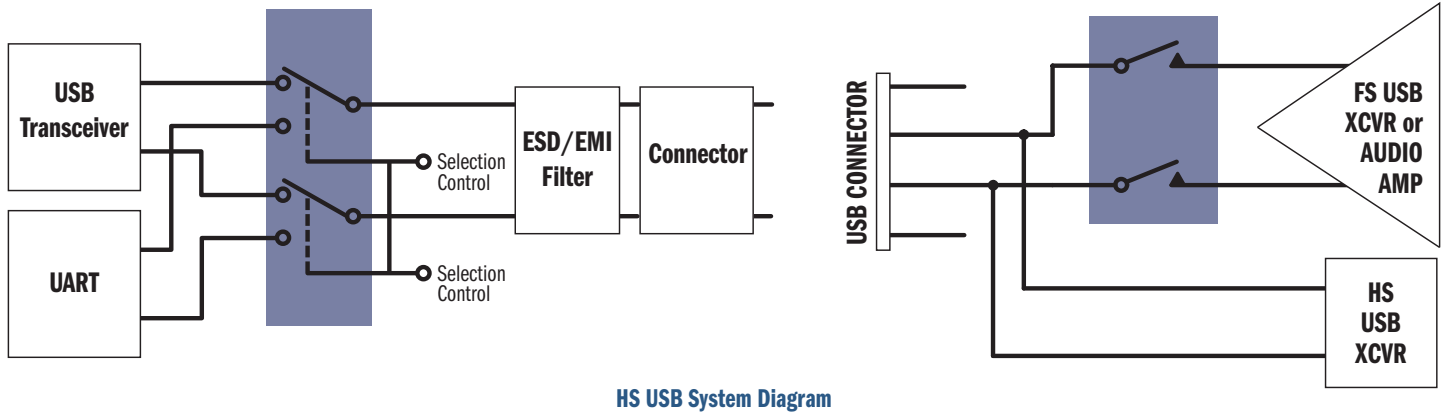 USB
Transceiver
UART
Selection
Control
Selection
Control
ESD/EMI
Filter
Connector
USB CONNECTOR
FS USB
XCVR or
AUDIO
AMP
HS
USB
XCVR
HS USB System Diagram